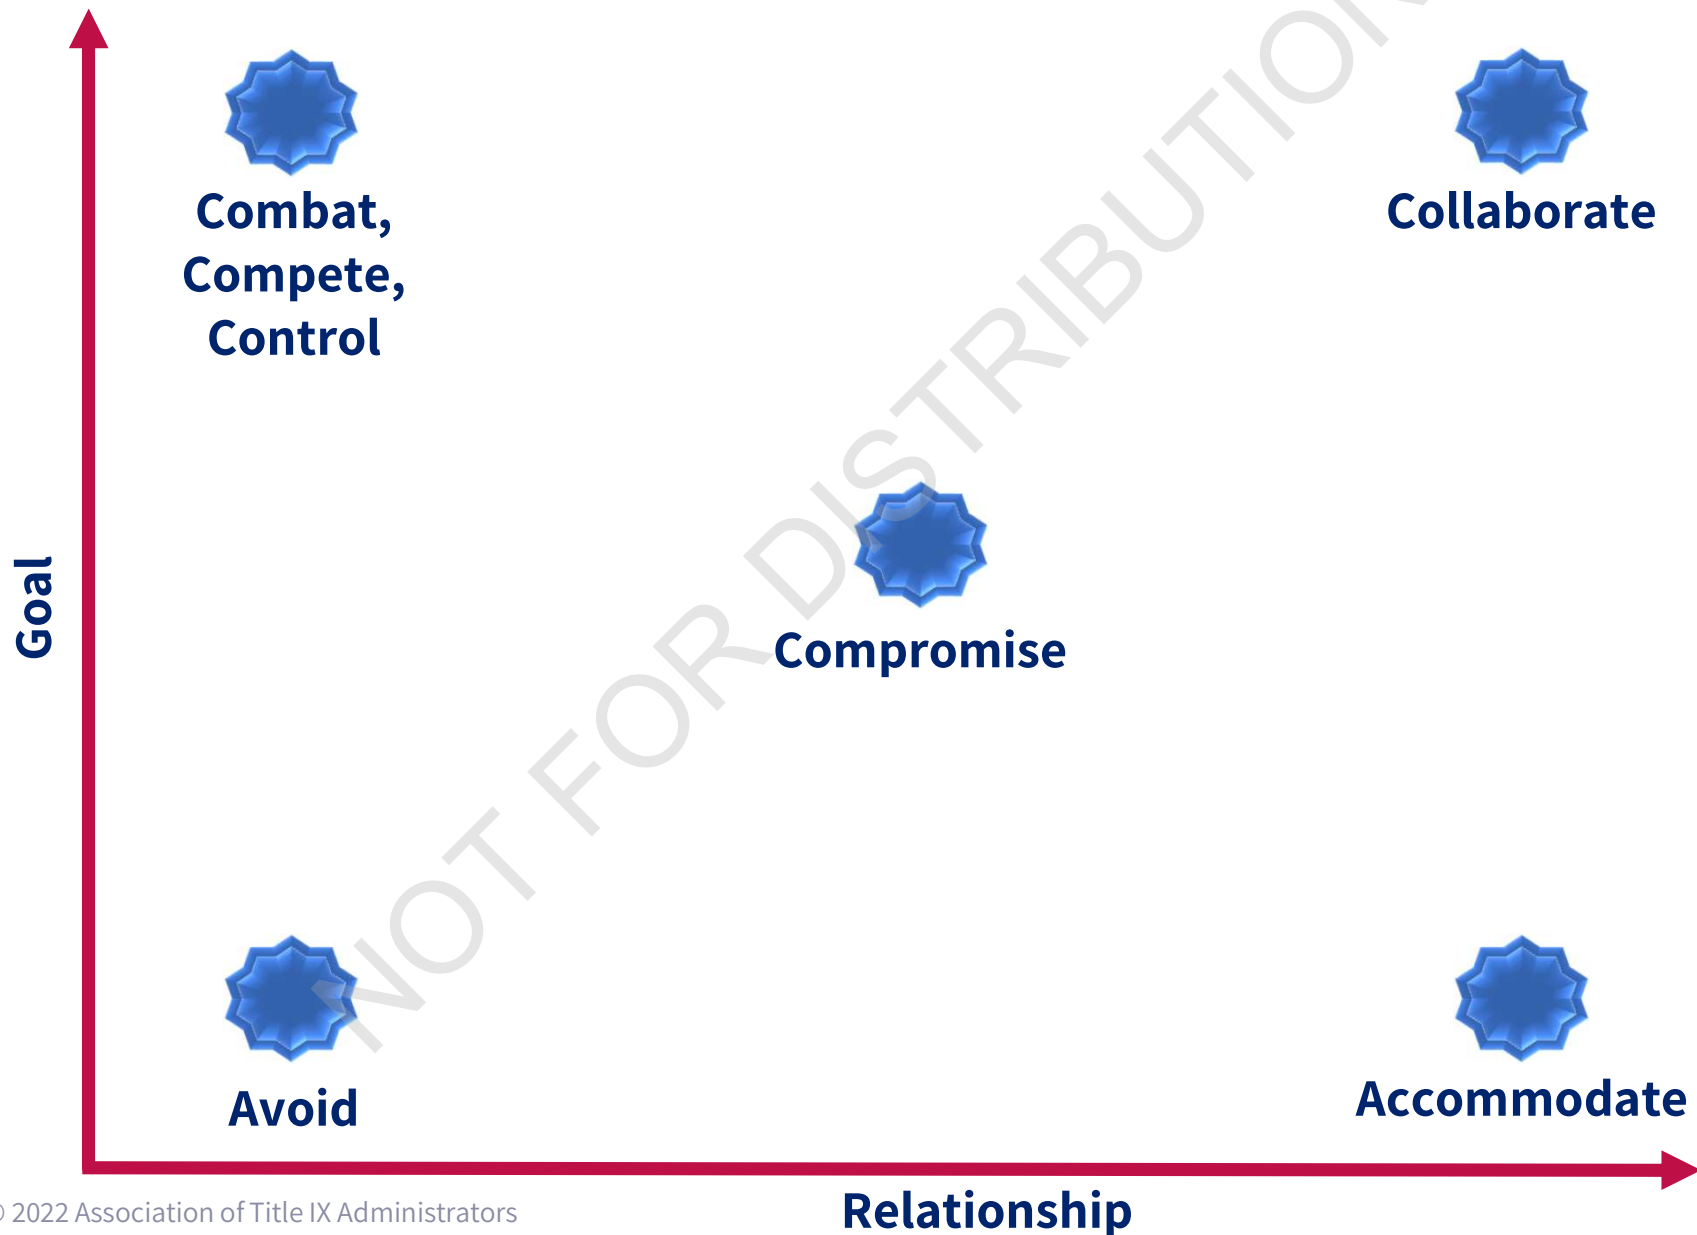 Combat,
Compete,
Control
Collaborate
Goal
Compromise
NOT FOR DISTRIBUTION
Avoid
Accommodate
Relationship
© 2022 Association of Title IX Administrators